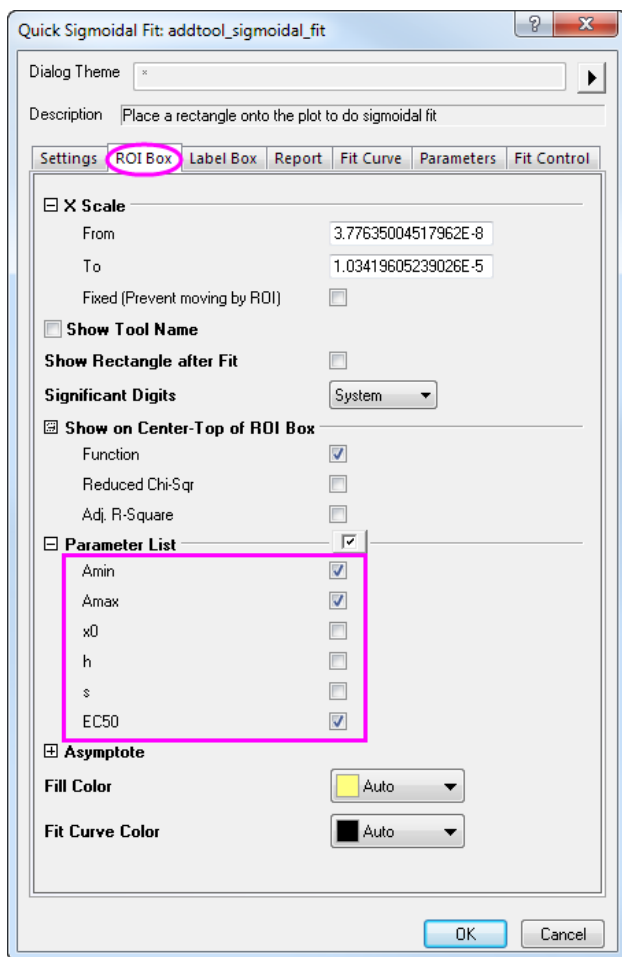 Quick Sigmoidal Fit: addtool_sigmoidal_fit
Dialog Theme *
Description Place a rectangle onto the plot to do sigmoidal fit
Settings ROI Box Label Box Report Fit Curve Parameters Fit Control
X Scale
From 3.77635004517962E-8
To 1.03419605239026E-5
Fixed (Prevent moving by ROI)
Show Tool Name
Show Rectangle after Fit
Significant Digits System
Show on Center-Top of ROI Box
Function
Reduced Chi-Sqr
Adj. R-Square
Parameter List
Amin
Amax
x0
h
s
EC50
Asymptote
Fill Color Auto
Fit Curve Color Auto
OK Cancel